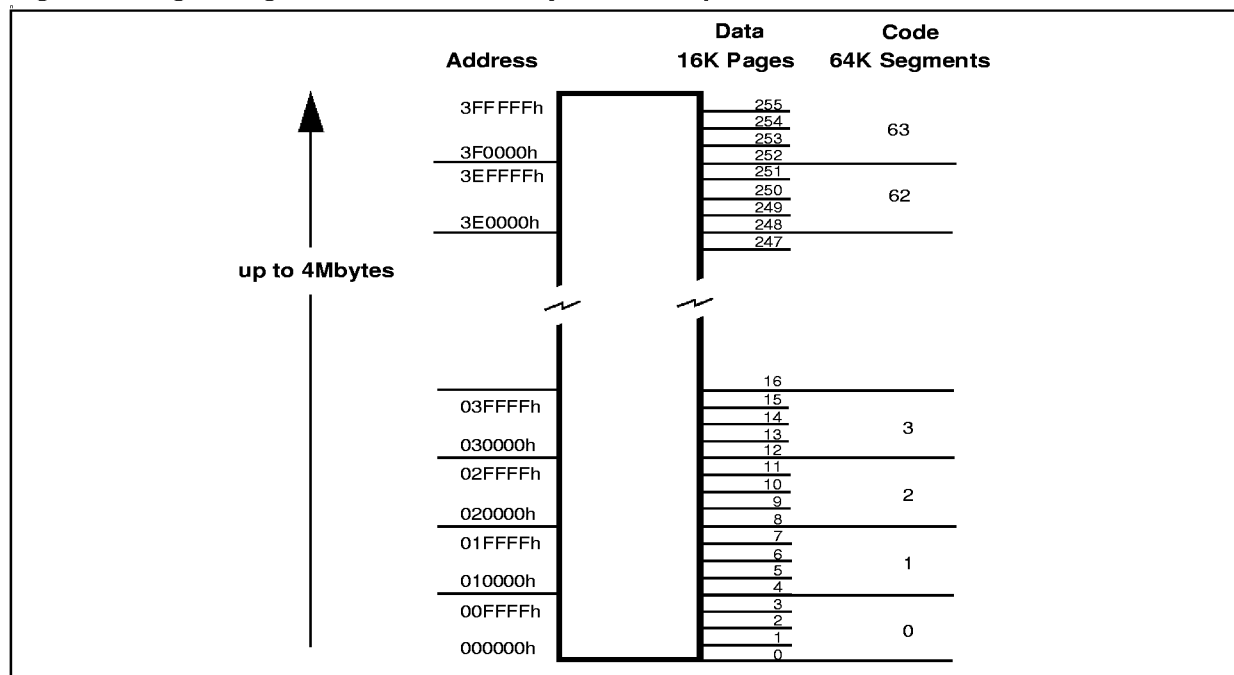 Data Code
Address 16K Pages 64K Segments
3FFFFFh 255
254
253
63
3F0000h 252
3EFFFFh 251
250
62
249
3E0000h 248
247
up to 4Mbytes
16
03FFFFh 15
14
3
13
030000h 12
02FFFFh 11
10
2
9
020000h 8
01FFFFh 7
6
1
5
010000h 4
00FFFFh 3
2
0
1
000000h 0